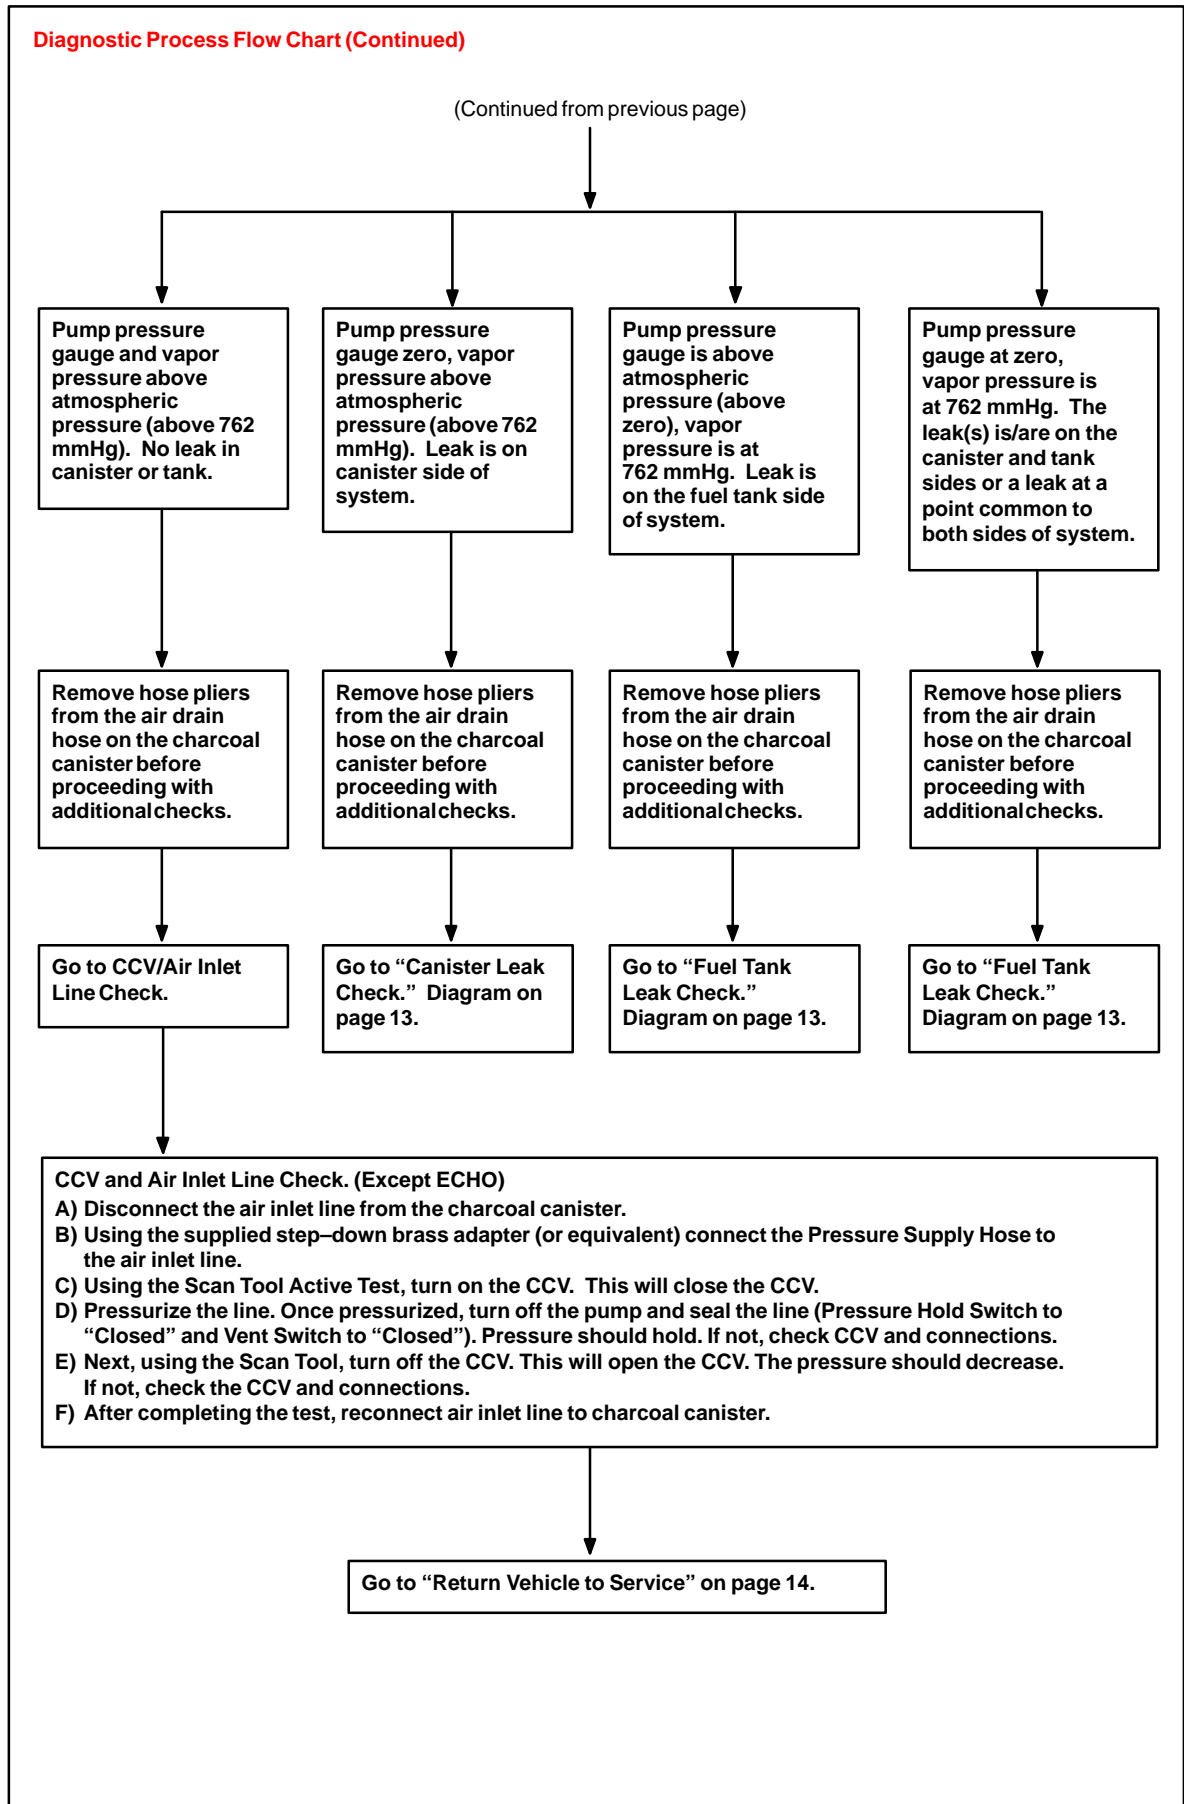 Diagnostic Process Flow Chart (Continued)
(Continued from previous page)
Pump pressure
gauge and vapor
pressure above
atmospheric
pressure (above 762
mmHg).  No leak in
canister or tank.
Pump pressure
gauge zero, vapor
pressure above
atmospheric
pressure (above 762
mmHg).  Leak is on
canister side of
system.
Pump pressure
gauge is above
atmospheric
pressure (above
zero), vapor
pressure is at
762 mmHg.  Leak is
on the fuel tank side
of system.
Pump pressure
gauge at zero,
vapor pressure is
at 762 mmHg.  The
leak(s) is/are on the
canister and tank
sides or a leak at a
point common to
both sides of system.
Remove hose pliers
from the air drain
hose on the charcoal
canister before
proceeding with
additional checks.
Remove hose pliers
from the air drain
hose on the charcoal
canister before
proceeding with
additional checks.
Remove hose pliers
from the air drain
hose on the charcoal
canister before
proceeding with
additional checks.
Remove hose pliers
from the air drain
hose on the charcoal
canister before
proceeding with
additional checks.
Go to CCV/Air Inlet
Line Check.
Go to “Canister Leak
Check.”  Diagram on
page 13.
Go to “Fuel Tank
Leak Check.”
Diagram on page 13.
Go to “Fuel Tank
Leak Check.”
Diagram on page 13.
CCV and Air Inlet Line Check. (Except ECHO)
A) Disconnect the air inlet line from the charcoal canister.
B) Using the supplied step–down brass adapter (or equivalent) connect the Pressure Supply Hose to
the air inlet line.
C) Using the Scan Tool Active Test, turn on the CCV.  This will close the CCV.
D) Pressurize the line. Once pressurized, turn off the pump and seal the line (Pressure Hold Switch to
“Closed” and Vent Switch to “Closed”). Pressure should hold. If not, check CCV and connections.
E) Next, using the Scan Tool, turn off the CCV. This will open the CCV. The pressure should decrease.
If not, check the CCV and connections.
F) After completing the test, reconnect air inlet line to charcoal canister.
Go to “Return Vehicle to Service” on page 14.